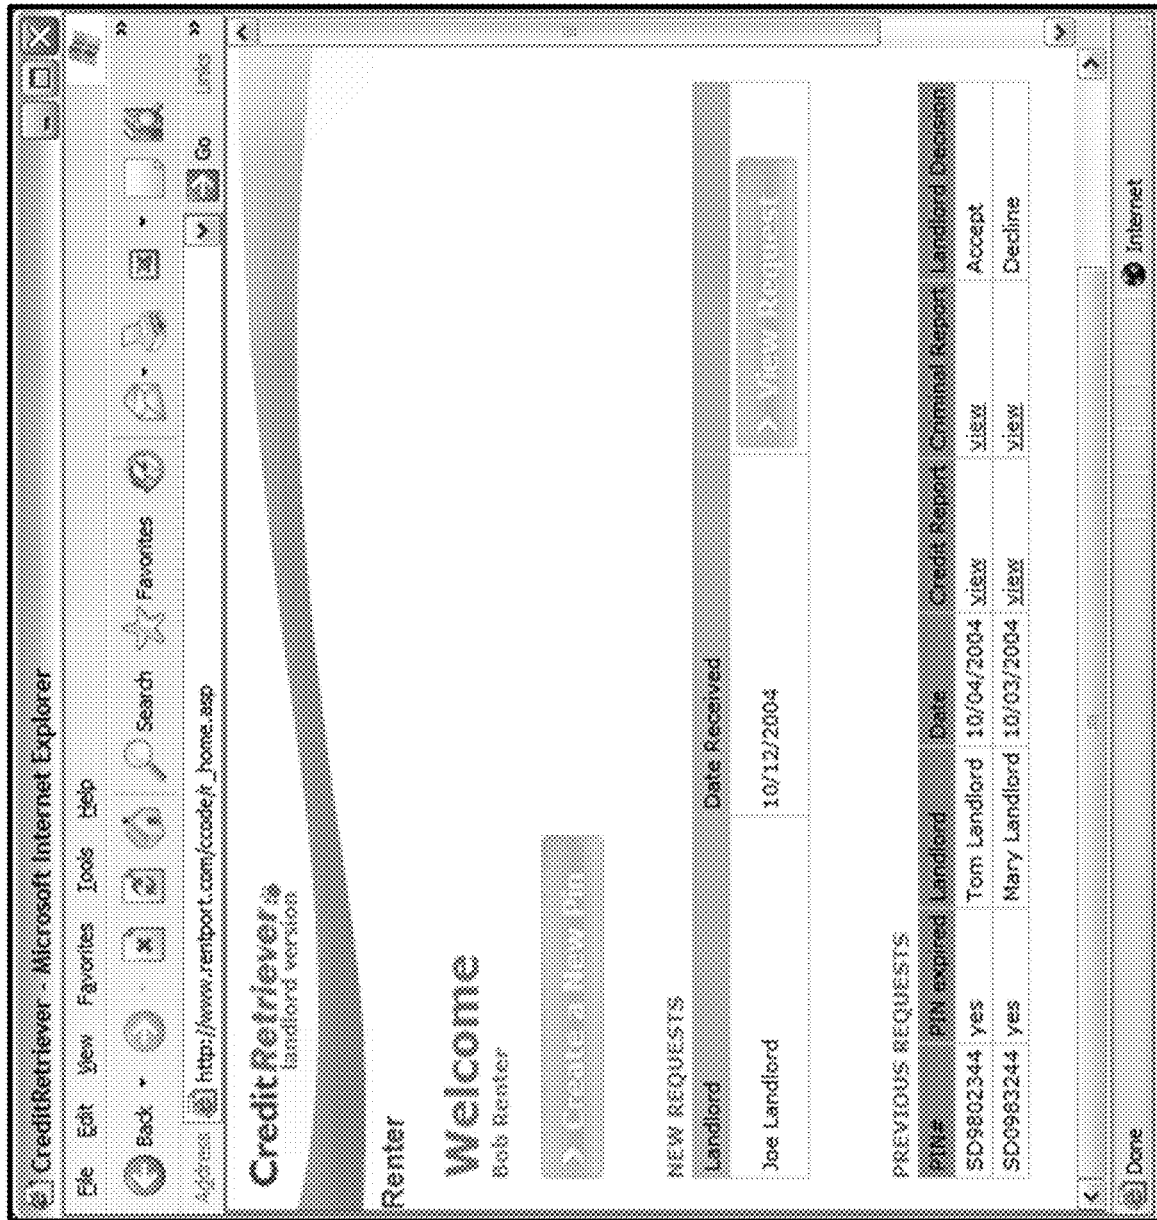 CreditRetriever - Microsoft Internet Explorer
File Edit View Favorites Tools Help
Back Search Favorites
Address http://www.rentport.com/ccode/r_home.asp Go Links
CreditRetriever
landlord version
Renter
Welcome
Bob Renter
NEW REQUESTS
Landlord Date Received
Joe Landlord 10/12/2004
PREVIOUS REQUESTS
PIN# PIN expired Landlord Date Credit Report Criminal Report Landlord Decision
SD9802344 yes Tom Landlord 10/04/2004 view view Accept
SD0983244 yes Mary Landlord 10/03/2004 view view Decline
Done Internet